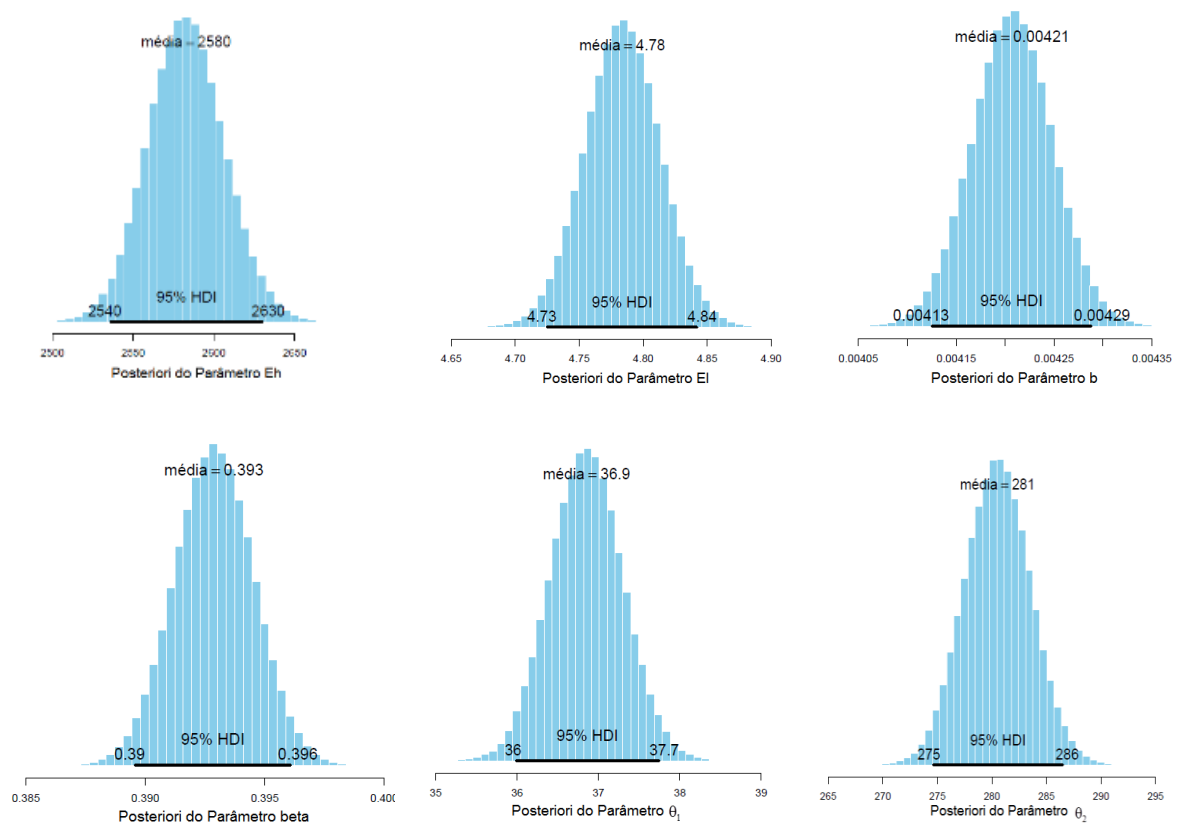 média = 2580
95% HDI
2540 2630
2500 2550 2600 2650
Posteriori do Parâmetro Eh
média = 4.78
95% HDI
4.73 4.84
4.65 4.70 4.75 4.80 4.85 4.90
Posteriori do Parâmetro El
média = 0.00421
95% HDI
0.00413 0.00429
0.00405 0.00415 0.00425 0.00435
Posteriori do Parâmetro b
média = 0.393
95% HDI
0.39 0.396
0.385 0.390 0.395 0.400
Posteriori do Parâmetro beta
média = 36.9
95% HDI
36 37.7
35 36 37 38 39
Posteriori do Parâmetro θ₁
média = 281
95% HDI
275 286
265 270 275 280 285 290 295
Posteriori do Parâmetro θ₂